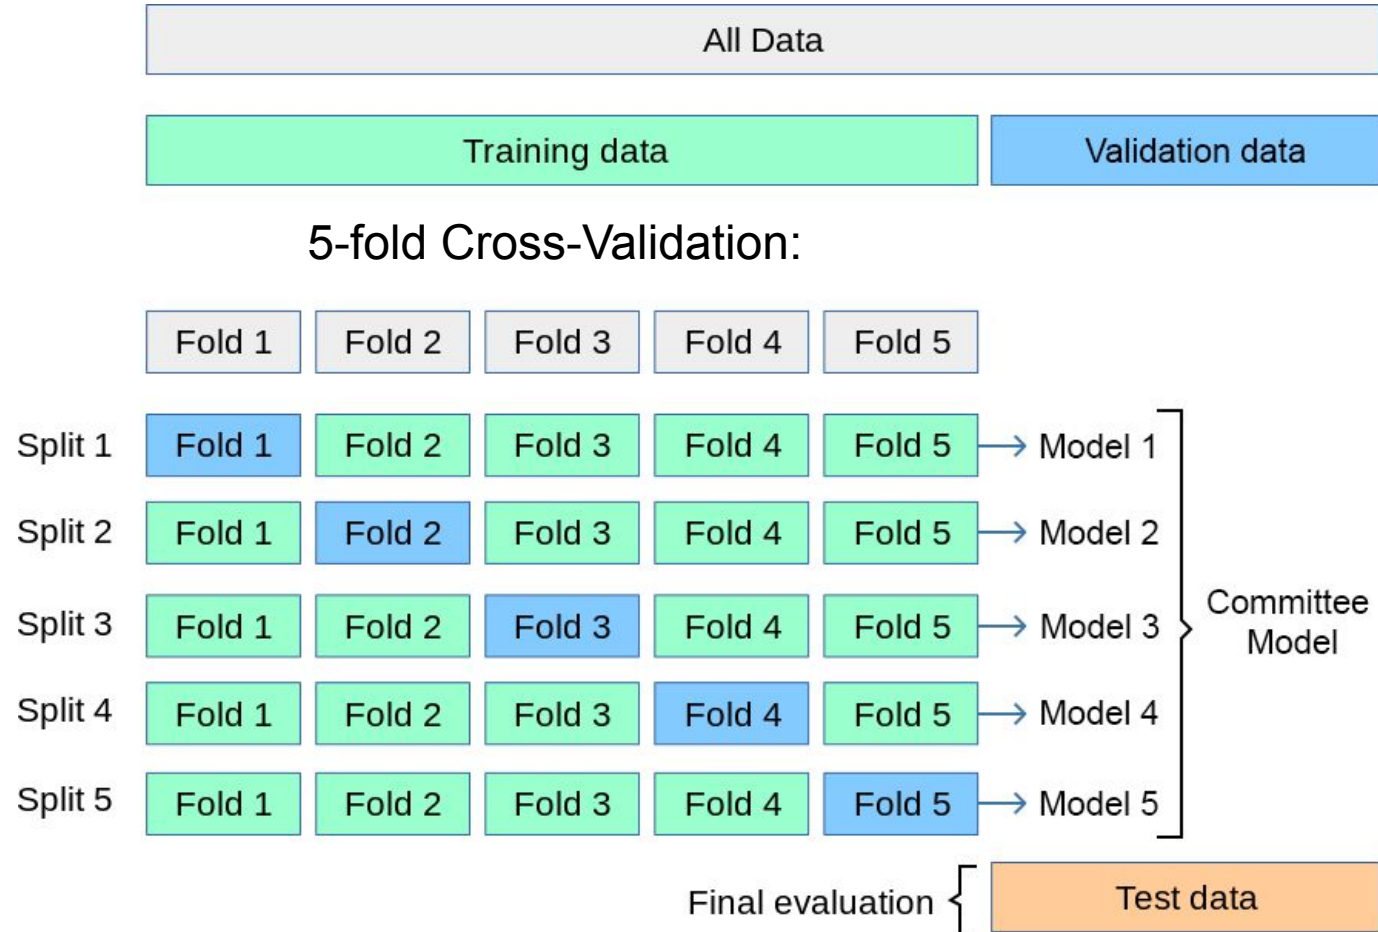 All Data
Training data Validation data
5-fold Cross-Validation:
Fold 1 Fold 2 Fold 3 Fold 4 Fold 5
Split 1 Fold 1 Fold 2 Fold 3 Fold 4 Fold 5 Model 1
Split 2 Fold 1 Fold 2 Fold 3 Fold 4 Fold 5 Model 2
Split 3 Fold 1 Fold 2 Fold 3 Fold 4 Fold 5 Model 3
Committee
Model
Split 4 Fold 1 Fold 2 Fold 3 Fold 4 Fold 5 Model 4
Split 5 Fold 1 Fold 2 Fold 3 Fold 4 Fold 5 Model 5
Final evaluation Test data